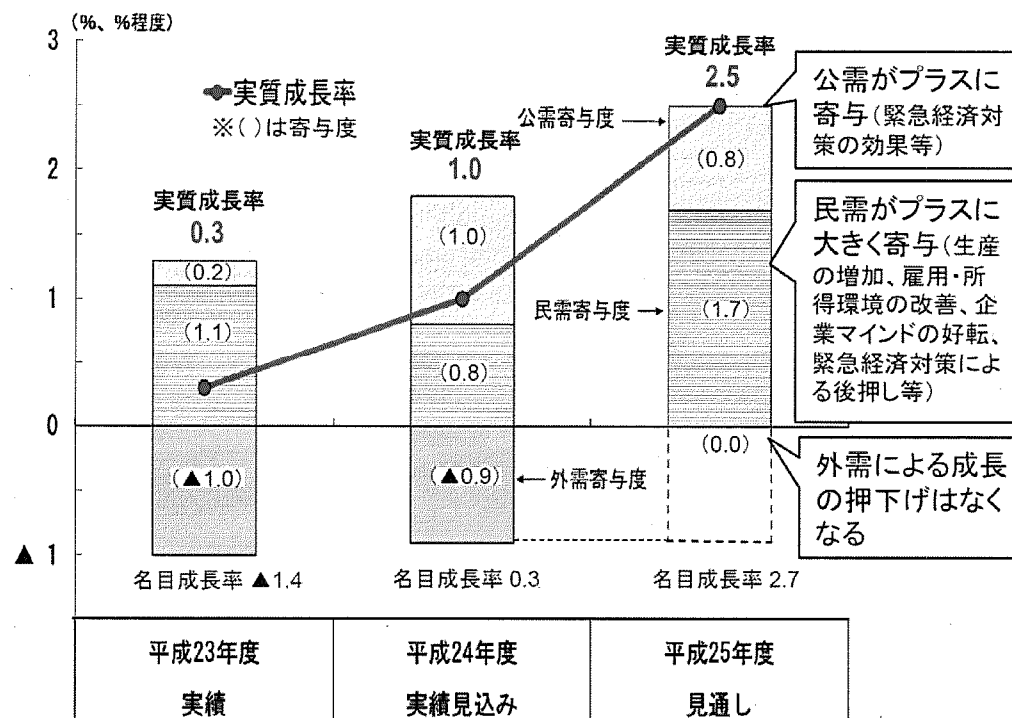 (%、%程度)
3
2
1
0
▲ 1
実質成長率
※( )は寄与度
実質成長率
0.3
(0.2)
(1.1)
(▲1.0)
名目成長率 ▲1.4
実質成長率
1.0
(1.0)
(0.8)
(▲0.9)
名目成長率 0.3
実質成長率
2.5
(0.8)
(1.7)
(0.0)
名目成長率 2.7
公需寄与度
民需寄与度
外需寄与度
公需がプラスに
寄与(緊急経済対
策の効果等)
民需がプラスに
大きく寄与(生産
の増加、雇用・所
得環境の改善、企
業マインドの好転、
緊急経済対策によ
る後押し等)
外需による成長
の押下げはなく
なる
平成23年度
実績
平成24年度
実績見込み
平成25年度
見通し